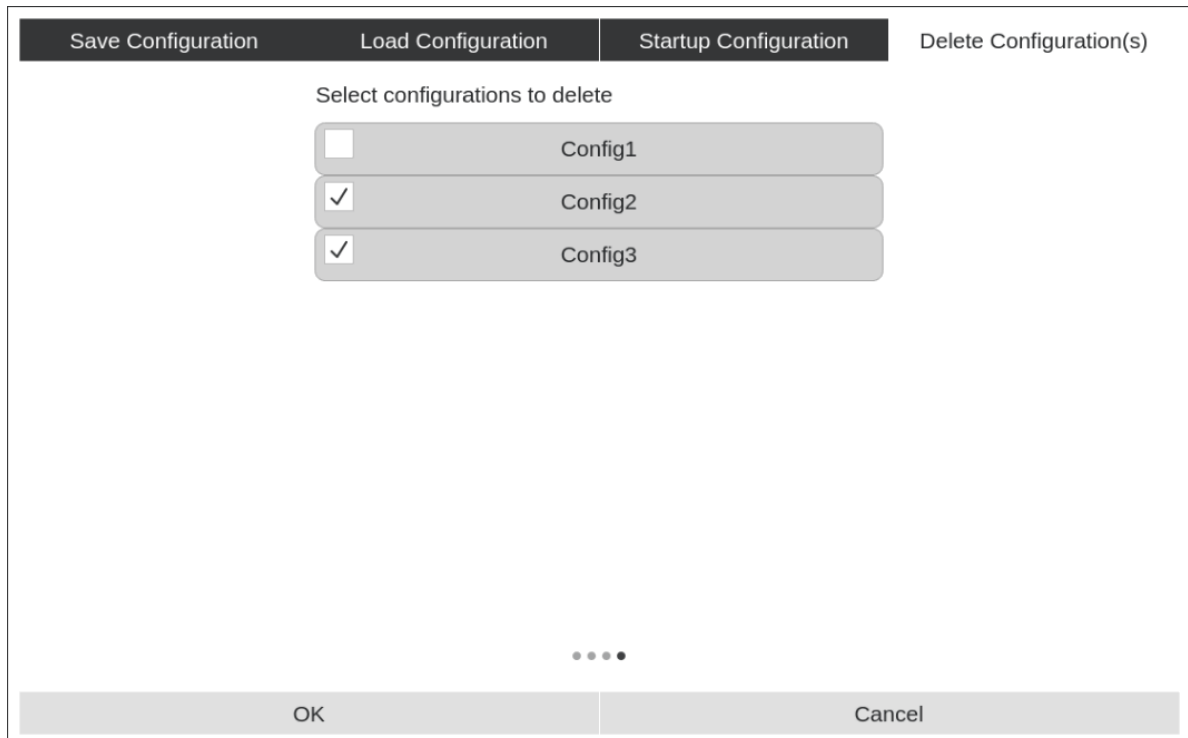 Save Configuration Load Configuration Startup Configuration Delete Configuration(s)
Select configurations to delete
Config1
Config2
Config3
OK Cancel